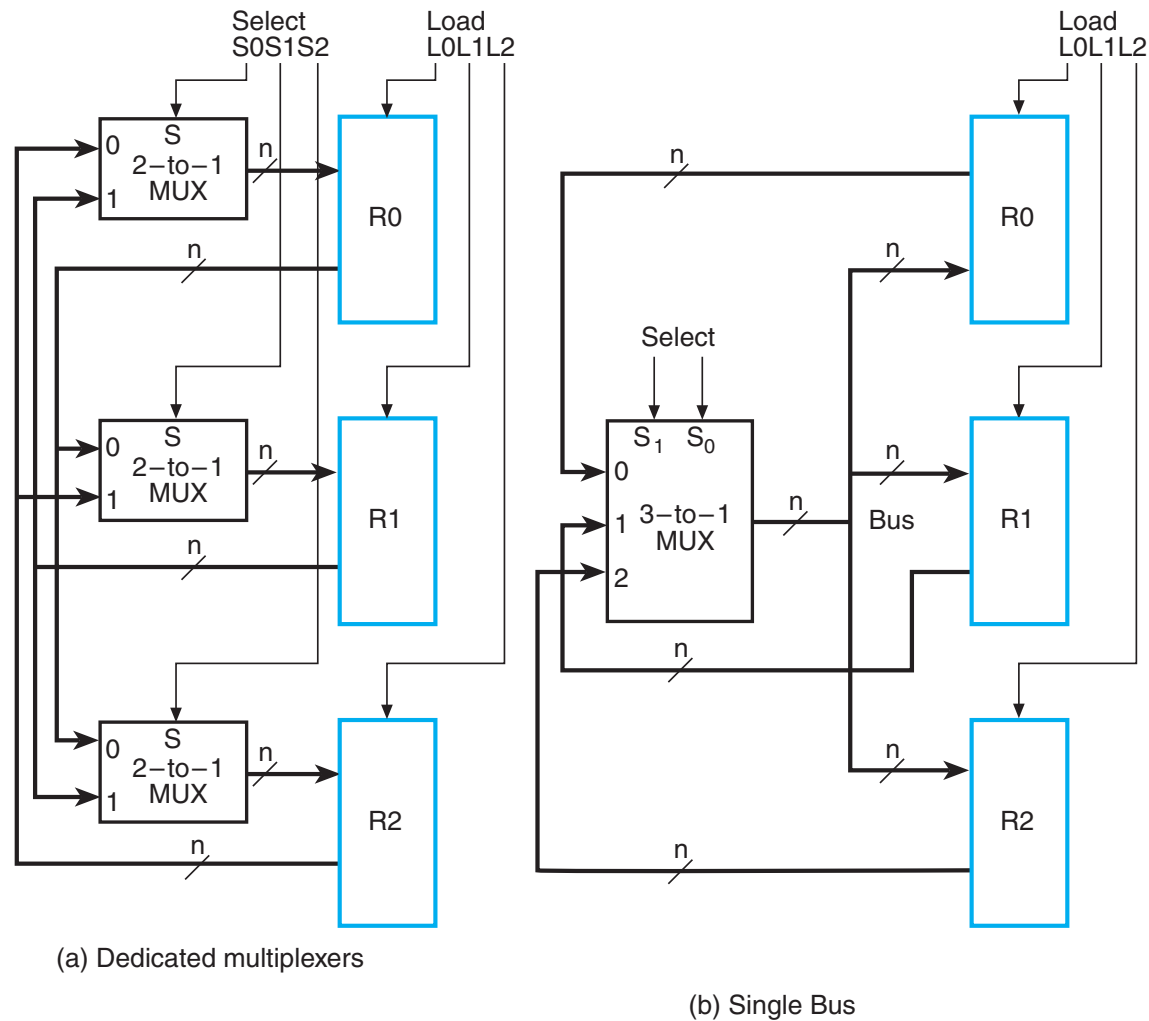 Select
S0S1S2
Load
L0L1L2
0
S
2–to–1
MUX
1
n
R0
n
0
S
2–to–1
MUX
1
n
R1
n
0
S
2–to–1
MUX
1
n
R2
n
(a) Dedicated multiplexers
Load
L0L1L2
n
R0
n
Select
S1 S0
0
1
3–to–1
MUX
2
n
n
Bus
R1
n
n
R2
n
(b) Single Bus